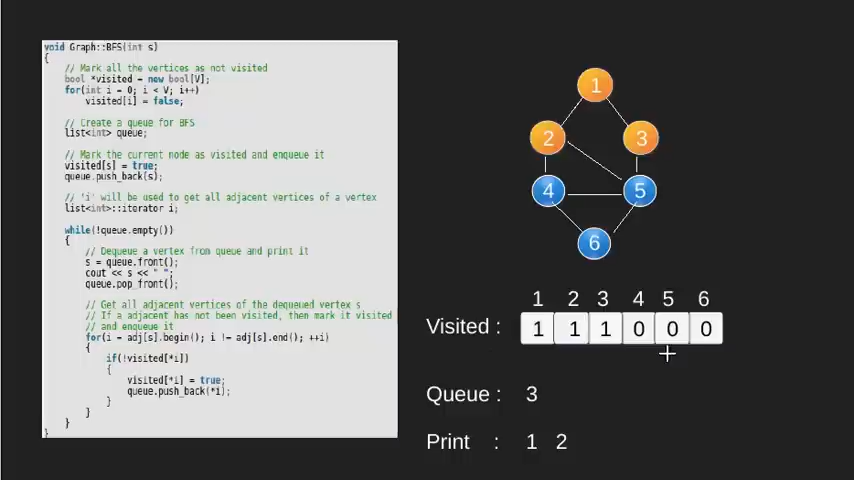 void Graph::BFS(int s)
{
// Mark all the vertices as not visited
bool *visited = new bool[V];
for(int i = 0; i < V; i++)
visited[i] = false;
// Create a queue for BFS
list<int> queue;
// Mark the current node as visited and enqueue it
visited[s] = true;
queue.push_back(s);
// 'i' will be used to get all adjacent vertices of a vertex
list<int>::iterator i;
while(!queue.empty())
{
// Dequeue a vertex from queue and print it
s = queue.front();
cout << s << " ";
queue.pop_front();
// Get all adjacent vertices of the dequeued vertex s
// If a adjacent has not been visited, then mark it visited
// and enqueue it
for(i = adj[s].begin(); i != adj[s].end(); ++i)
{
if(!visited[*i])
{
visited[*i] = true;
queue.push_back(*i);
}
}
}
}
1
2 3
4 5
6
1 2 3 4 5 6
Visited : 1 1 1 0 0 0
Queue : 3
Print : 1 2